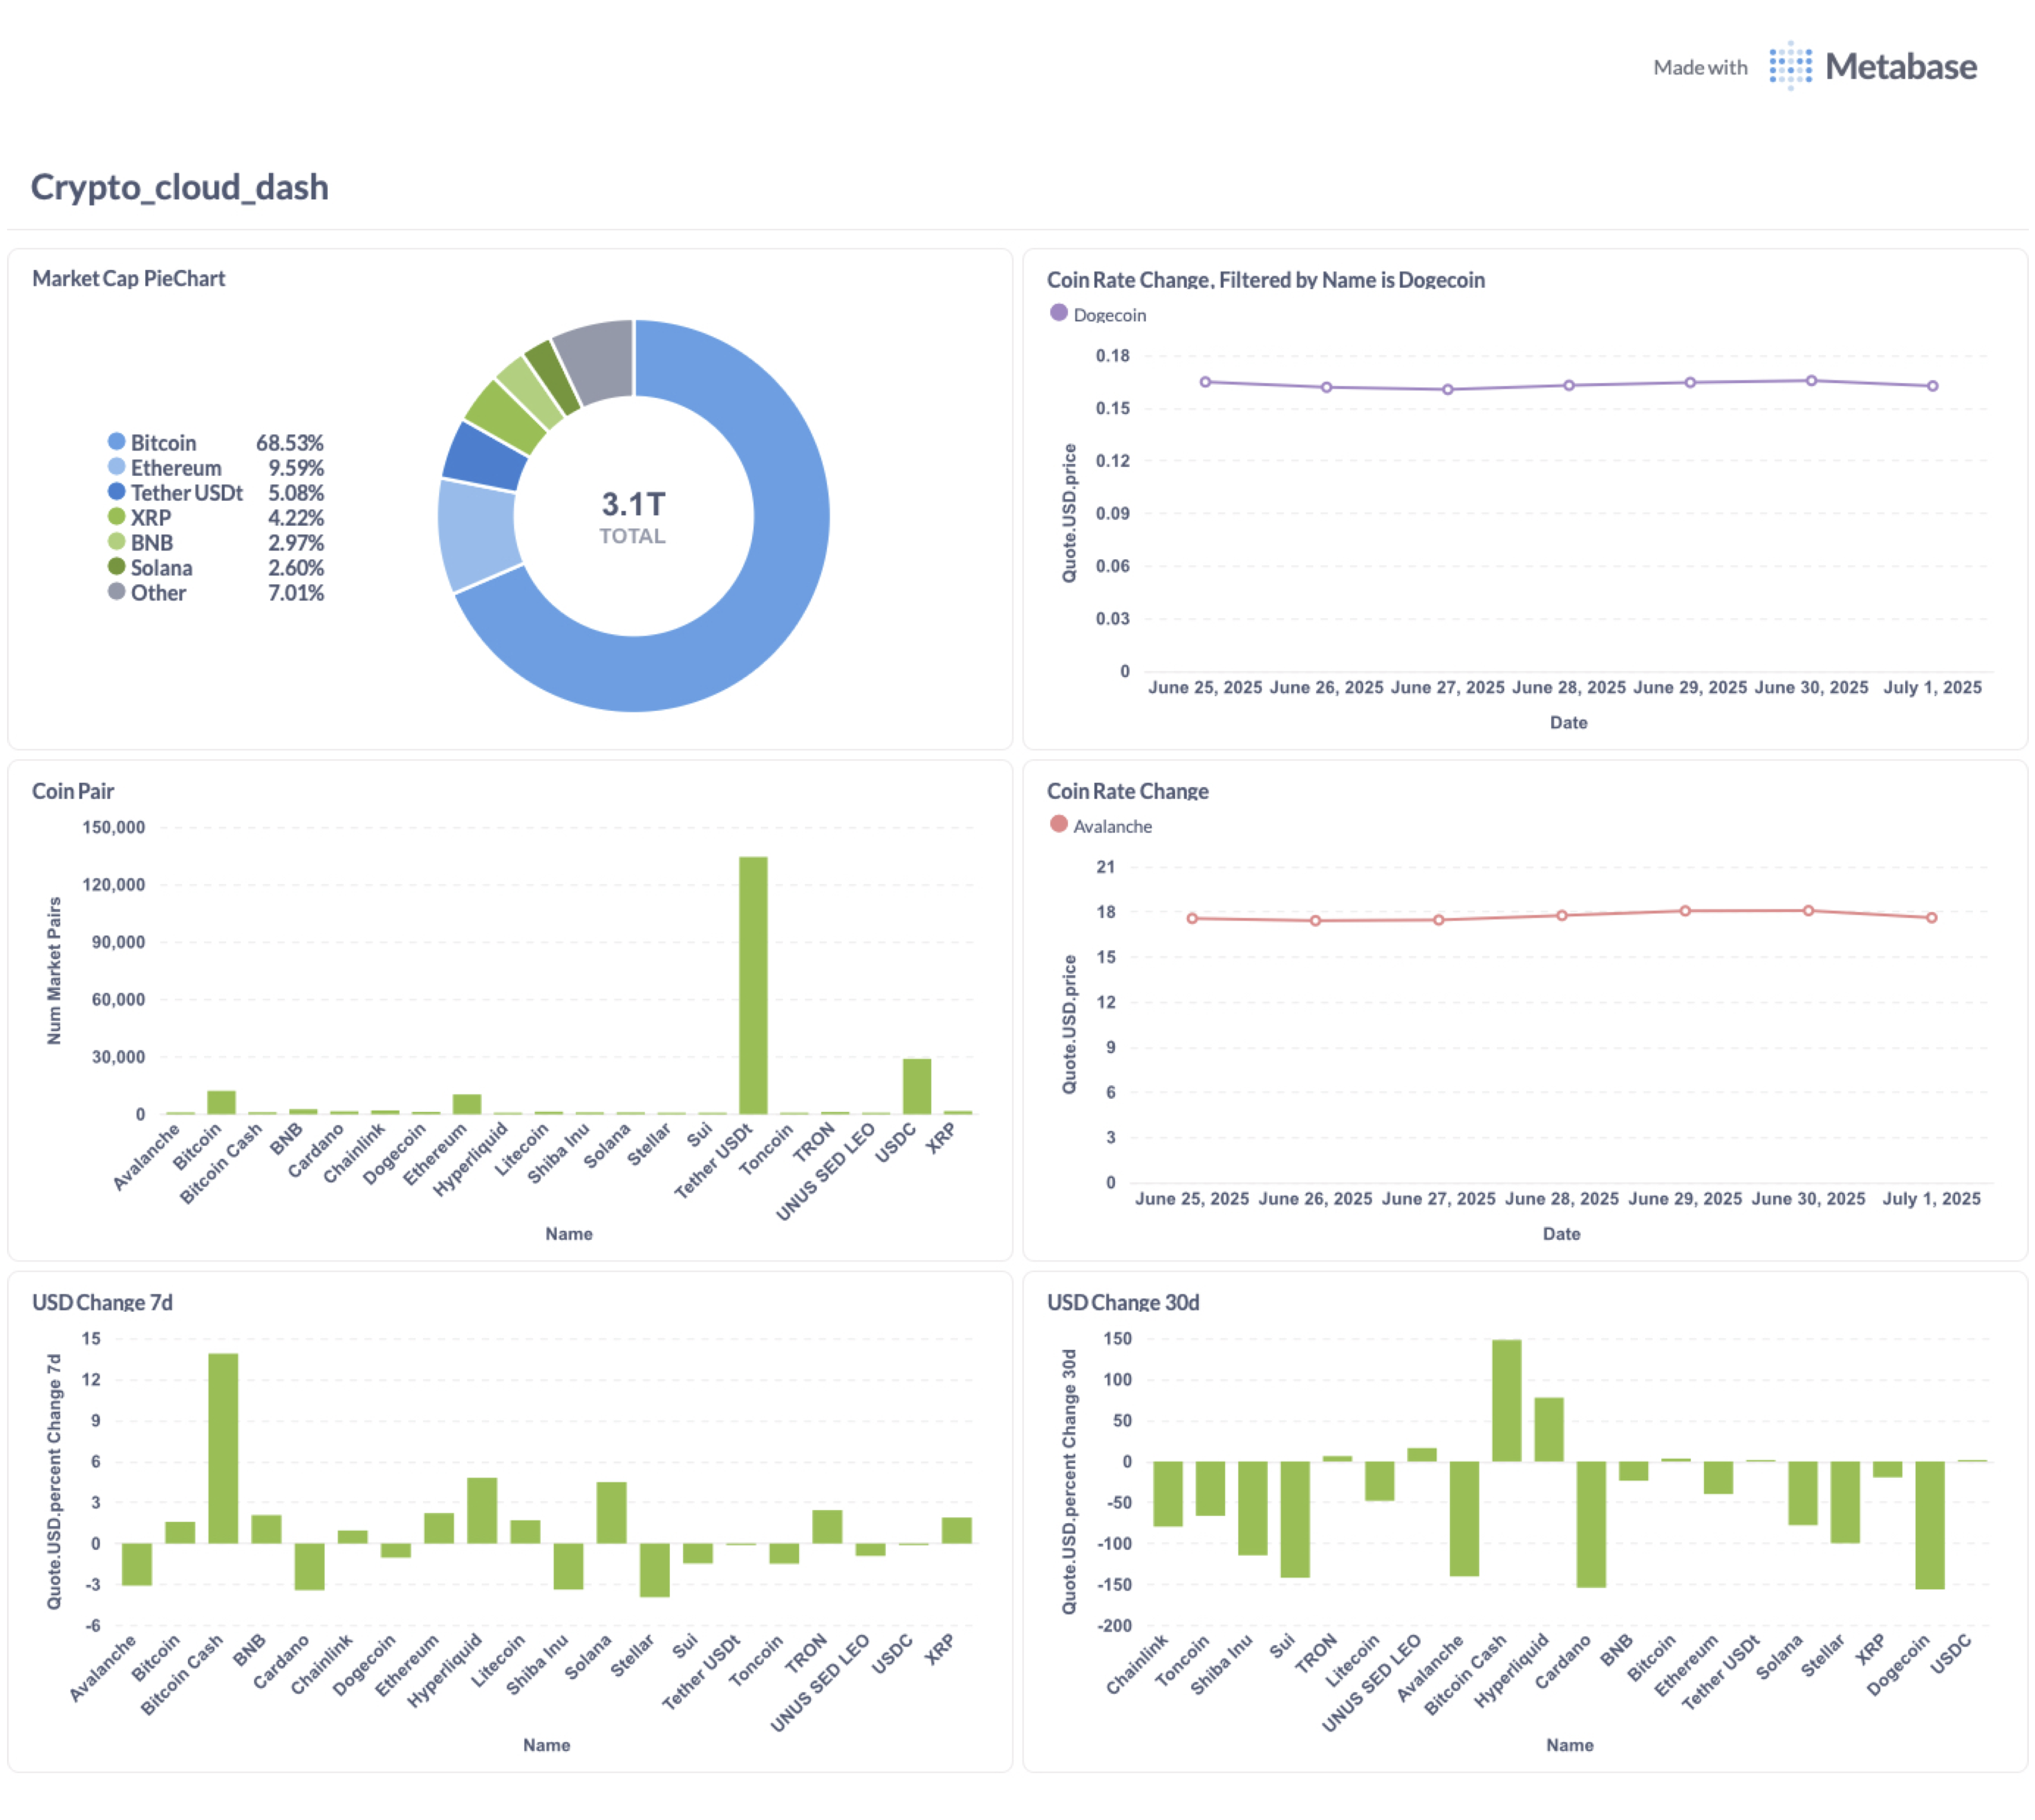 Made with Metabase
Crypto_cloud_dash
Market Cap PieChart
Bitcoin 68.53%
Ethereum 9.59%
Tether USDt 5.08%
XRP 4.22%
BNB 2.97%
Solana 2.60%
Other 7.01%
3.1T
TOTAL
Coin Rate Change, Filtered by Name is Dogecoin
Dogecoin
Quote.USD.price
0.18
0.15
0.12
0.09
0.06
0.03
0
June 25, 2025 June 26, 2025 June 27, 2025 June 28, 2025 June 29, 2025 June 30, 2025 July 1, 2025
Date
Coin Pair
Num Market Pairs
150,000
120,000
90,000
60,000
30,000
0
Avalanche
Bitcoin
Bitcoin Cash
BNB
Cardano
Chainlink
Dogecoin
Ethereum
Hyperliquid
Litecoin
Shiba Inu
Solana
Stellar
Sui
Tether USDt
Toncoin
TRON
UNUS SED LEO
USDC
XRP
Name
Coin Rate Change
Avalanche
Quote.USD.price
21
18
15
12
9
6
3
0
June 25, 2025 June 26, 2025 June 27, 2025 June 28, 2025 June 29, 2025 June 30, 2025 July 1, 2025
Date
USD Change 7d
Quote.USD.percent Change 7d
15
12
9
6
3
0
-3
-6
Avalanche
Bitcoin
Bitcoin Cash
BNB
Cardano
Chainlink
Dogecoin
Ethereum
Hyperliquid
Litecoin
Shiba Inu
Solana
Stellar
Sui
Tether USDt
Toncoin
TRON
UNUS SED LEO
USDC
XRP
Name
USD Change 30d
Quote.USD.percent Change 30d
150
100
50
0
-50
-100
-150
-200
Chainlink
Toncoin
Shiba Inu
Sui
TRON
Litecoin
UNUS SED LEO
Avalanche
Bitcoin Cash
Hyperliquid
Cardano
BNB
Bitcoin
Ethereum
Tether USDt
Solana
Stellar
XRP
Dogecoin
USDC
Name